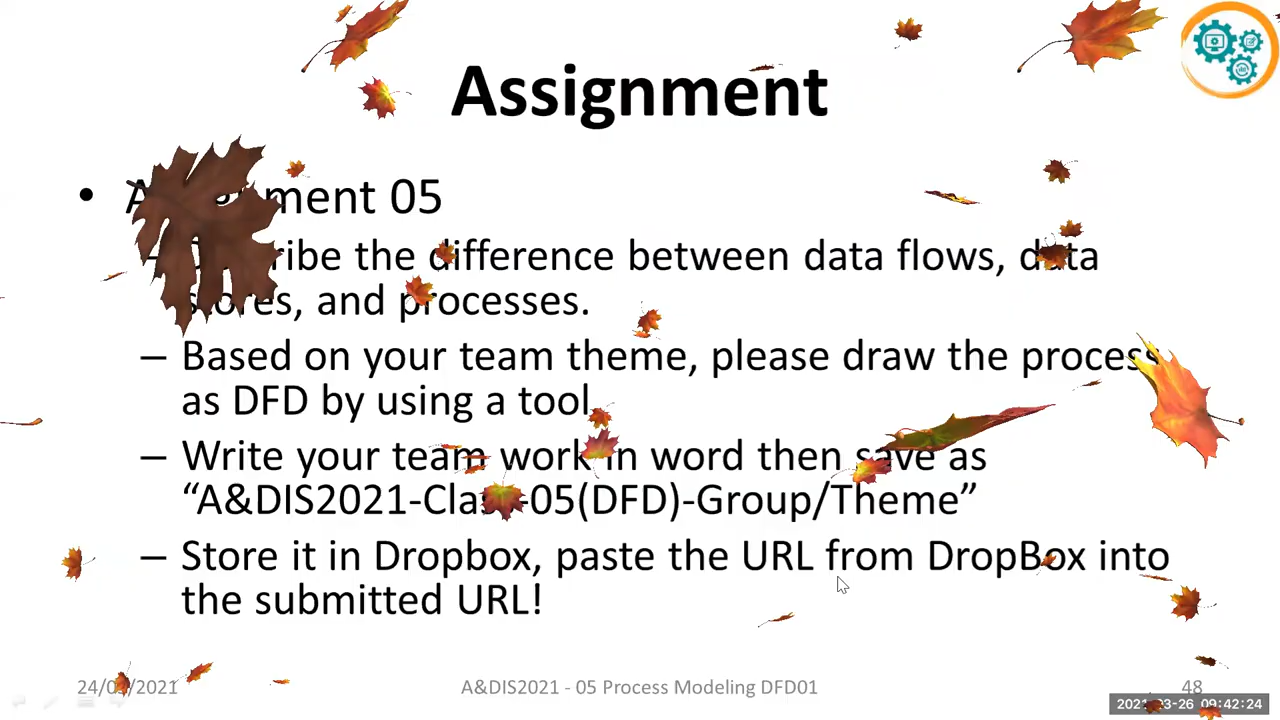 Assignment
• Assignment 05
– Describe the difference between data flows, data
stores, and processes.
– Based on your team theme, please draw the process
as DFD by using a tool
– Write your team work in word then save as
“A&DIS2021-Class-05(DFD)-Group/Theme”
– Store it in Dropbox, paste the URL from DropBox into
the submitted URL!
24/03/2021
A&DIS2021 - 05 Process Modeling DFD01
48
2021-03-26 09:42:24